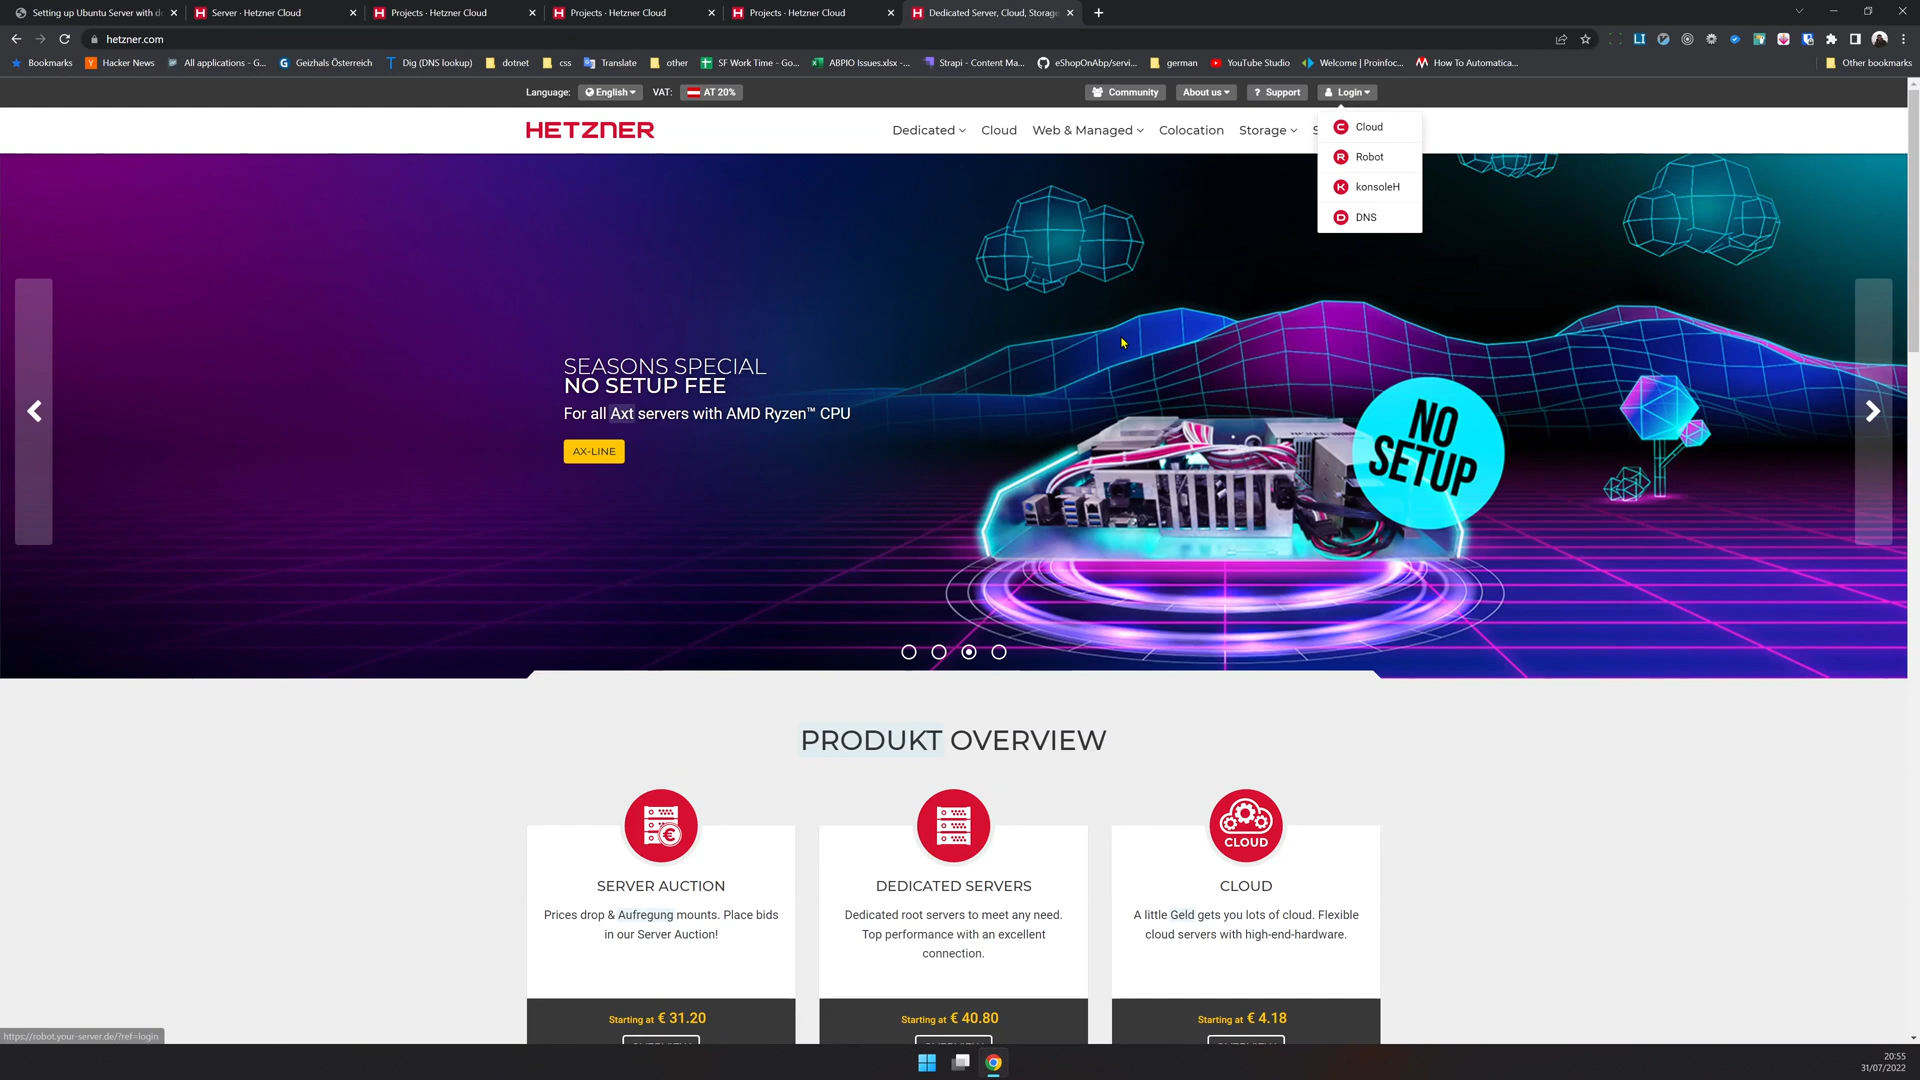 Setting up Ubuntu Server with do
Server · Hetzner Cloud
Projects · Hetzner Cloud
Projects · Hetzner Cloud
Projects · Hetzner Cloud
Dedicated Server, Cloud, Storage
hetzner.com
Bookmarks
Hacker News
All applications - G...
Geizhals Österreich
Dig (DNS lookup)
dotnet
css
Translate
other
SF Work Time - Go...
ABPIO Issues.xlsx -...
Strapi - Content Ma...
eShopOnAbp/servi...
german
YouTube Studio
Welcome | Proinfoc...
How To Automatica...
Other bookmarks
Language: English VAT: AT 20%
Community
About us
? Support
Login
HETZNER
Dedicated
Cloud
Web & Managed
Colocation
Storage
S
Cloud
Robot
konsoleH
DNS
SEASONS SPECIAL
NO SETUP FEE
For all Axt servers with AMD Ryzen™ CPU
AX-LINE
NO
SETUP
PRODUKT OVERVIEW
CLOUD
SERVER AUCTION
Prices drop & Aufregung mounts. Place bids
in our Server Auction!
Starting at € 31.20
DEDICATED SERVERS
Dedicated root servers to meet any need.
Top performance with an excellent
connection.
Starting at € 40.80
CLOUD
A little Geld gets you lots of cloud. Flexible
cloud servers with high-end-hardware.
Starting at € 4.18
https://robot.your-server.de/?ref=login
20:55
31/07/2022